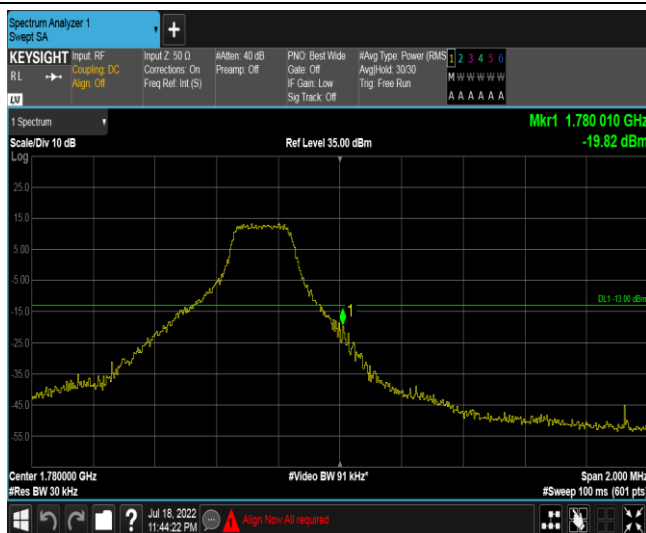 Spectrum Analyzer 1
Swept SA
+
KEYSIGHT
RL
LXI
Input: RF
Coupling: DC
Align: Off
Input Z: 50 Ω
Corrections: On
Freq Ref: Int (S)
#Atten: 40 dB
Preamp: Off
PNO: Best Wide
Gate: Off
IF Gain: Low
Sig Track: Off
#Avg Type: Power (RMS
Avg|Hold: 30/30
Trig: Free Run
1 2 3 4 5 6
M W W W W W
A A A A A A
1 Spectrum
Scale/Div 10 dB
Ref Level 35.00 dBm
Mkr1 1.780 010 GHz
-19.82 dBm
Log
25.0
15.0
5.00
-5.00
-15.0
-25.0
-35.0
-45.0
-55.0
DL1 -13.00 dBm
1
Center 1.780000 GHz
#Res BW 30 kHz
#Video BW 91 kHz*
Span 2.000 MHz
#Sweep 100 ms (601 pts)
?
Jul 18, 2022
11:44:22 PM
Align Now All required